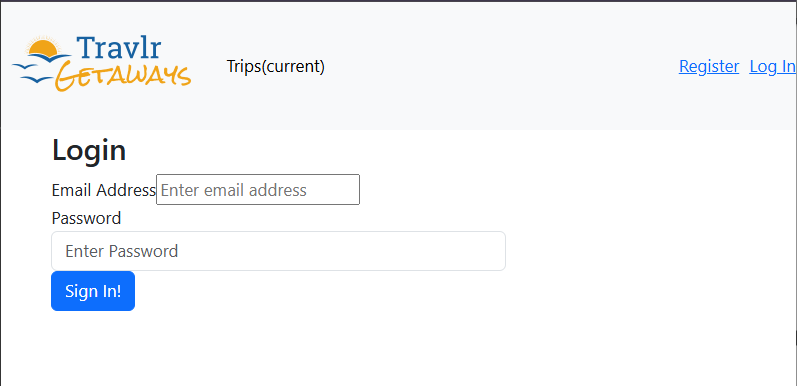 Travlr
Getaways
Trips(current)
Register Log In
Login
Email Address Enter email address
Password
Enter Password
Sign In!